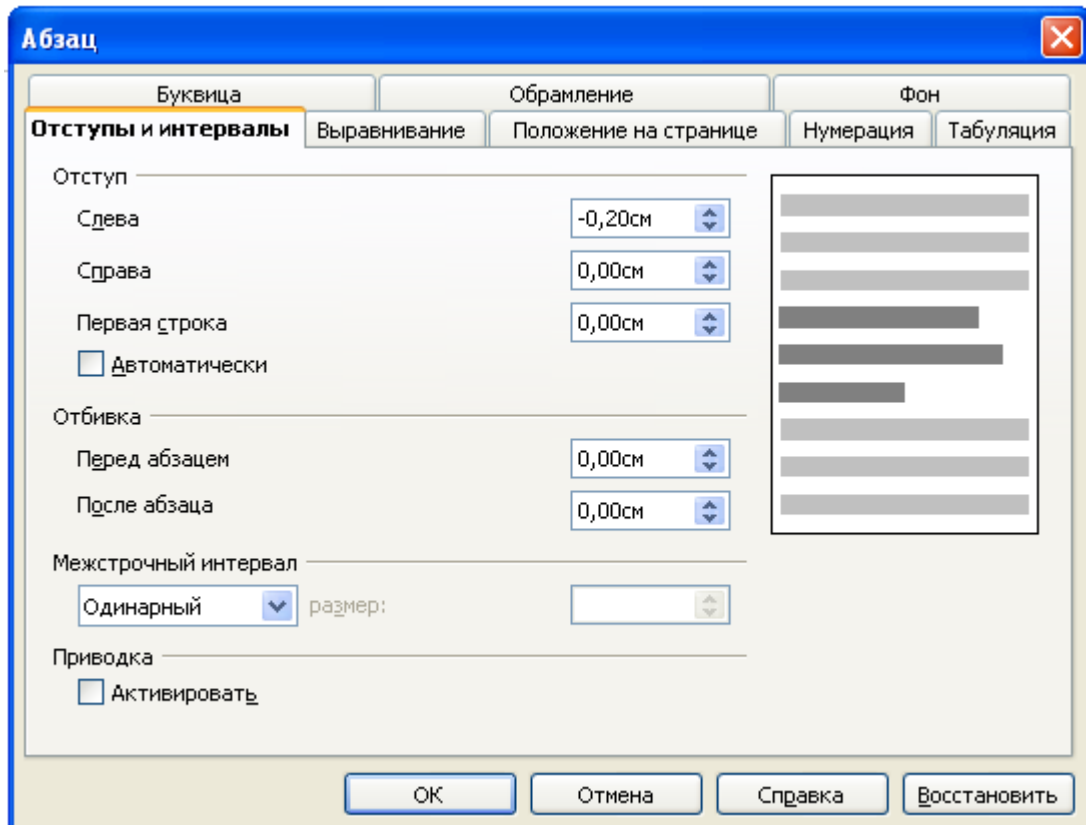 Абзац
Буквица Обрамление Фон
Отступы и интервалы Выравнивание Положение на странице Нумерация Табуляция
Отступ
Слева -0,20см
Справа 0,00см
Первая строка 0,00см
Автоматически
Отбивка
Перед абзацем 0,00см
После абзаца 0,00см
Межстрочный интервал
Одинарный размер:
Приводка
Активировать
ОК Отмена Справка Восстановить